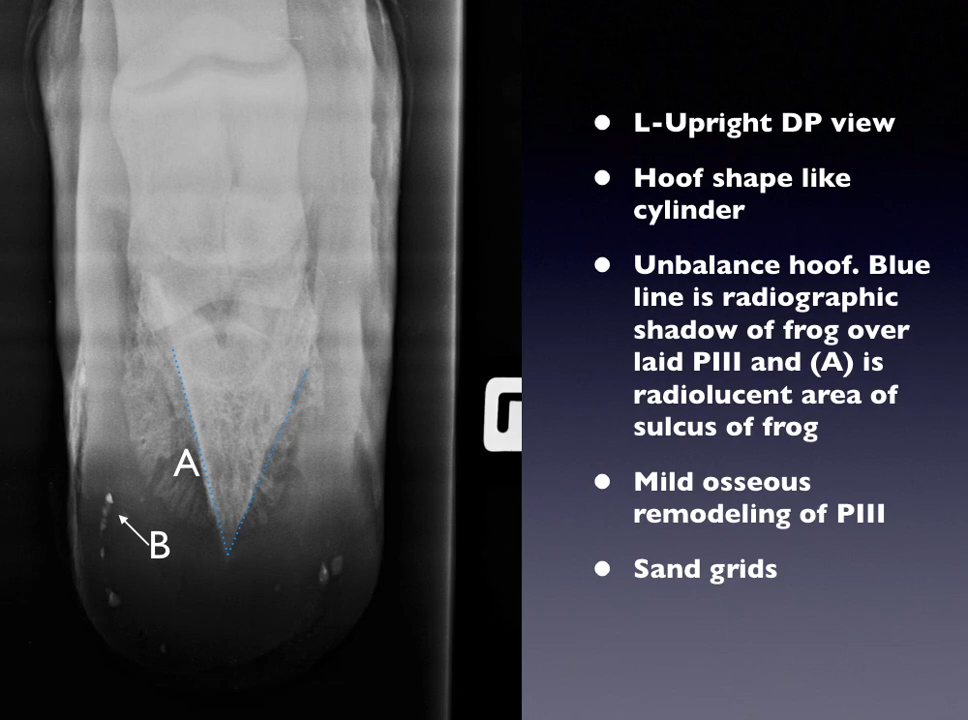 L-Upright DP view
Hoof shape like
cylinder
Unbalance hoof. Blue
line is radiographic
shadow of frog over
laid PIII and (A) is
radiolucent area of
sulcus of frog
Mild osseous
remodeling of PIII
Sand grids
A
B